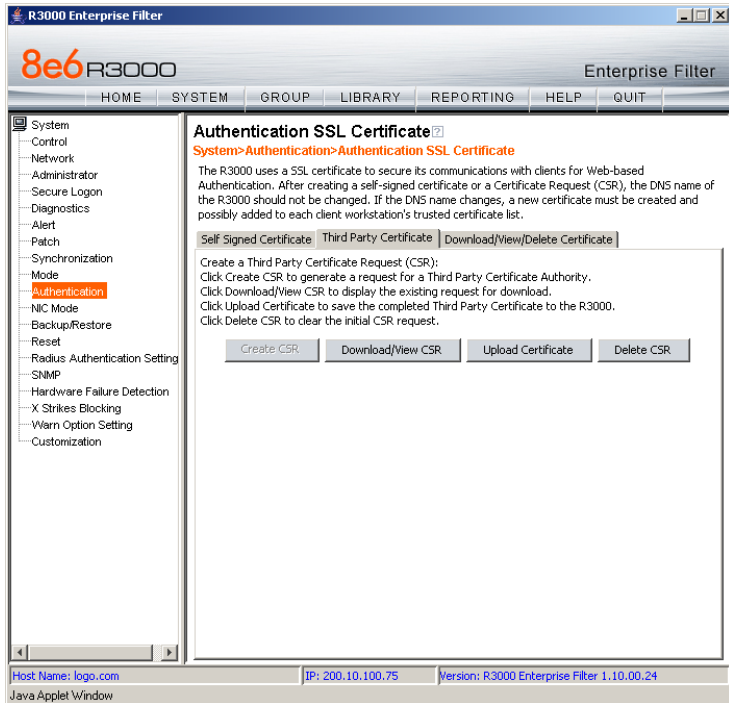 R3000 Enterprise Filter
8e6 R3000
Enterprise Filter
HOME SYSTEM GROUP LIBRARY REPORTING HELP QUIT
System
Control
Network
Administrator
Secure Logon
Diagnostics
Alert
Patch
Synchronization
Mode
Authentication
NIC Mode
Backup/Restore
Reset
Radius Authentication Setting
SNMP
Hardware Failure Detection
X Strikes Blocking
Warn Option Setting
Customization
Authentication SSL Certificate ?
System>Authentication>Authentication SSL Certificate
The R3000 uses a SSL certificate to secure its communications with clients for Web-based
Authentication. After creating a self-signed certificate or a Certificate Request (CSR), the DNS name of
the R3000 should not be changed. If the DNS name changes, a new certificate must be created and
possibly added to each client workstation's trusted certificate list.
Self Signed Certificate Third Party Certificate Download/View/Delete Certificate
Create a Third Party Certificate Request (CSR):
Click Create CSR to generate a request for a Third Party Certificate Authority.
Click Download/View CSR to display the existing request for download.
Click Upload Certificate to save the completed Third Party Certificate to the R3000.
Click Delete CSR to clear the initial CSR request.
Create CSR Download/View CSR Upload Certificate Delete CSR
Host Name: logo.com IP: 200.10.100.75 Version: R3000 Enterprise Filter 1.10.00.24
Java Applet Window